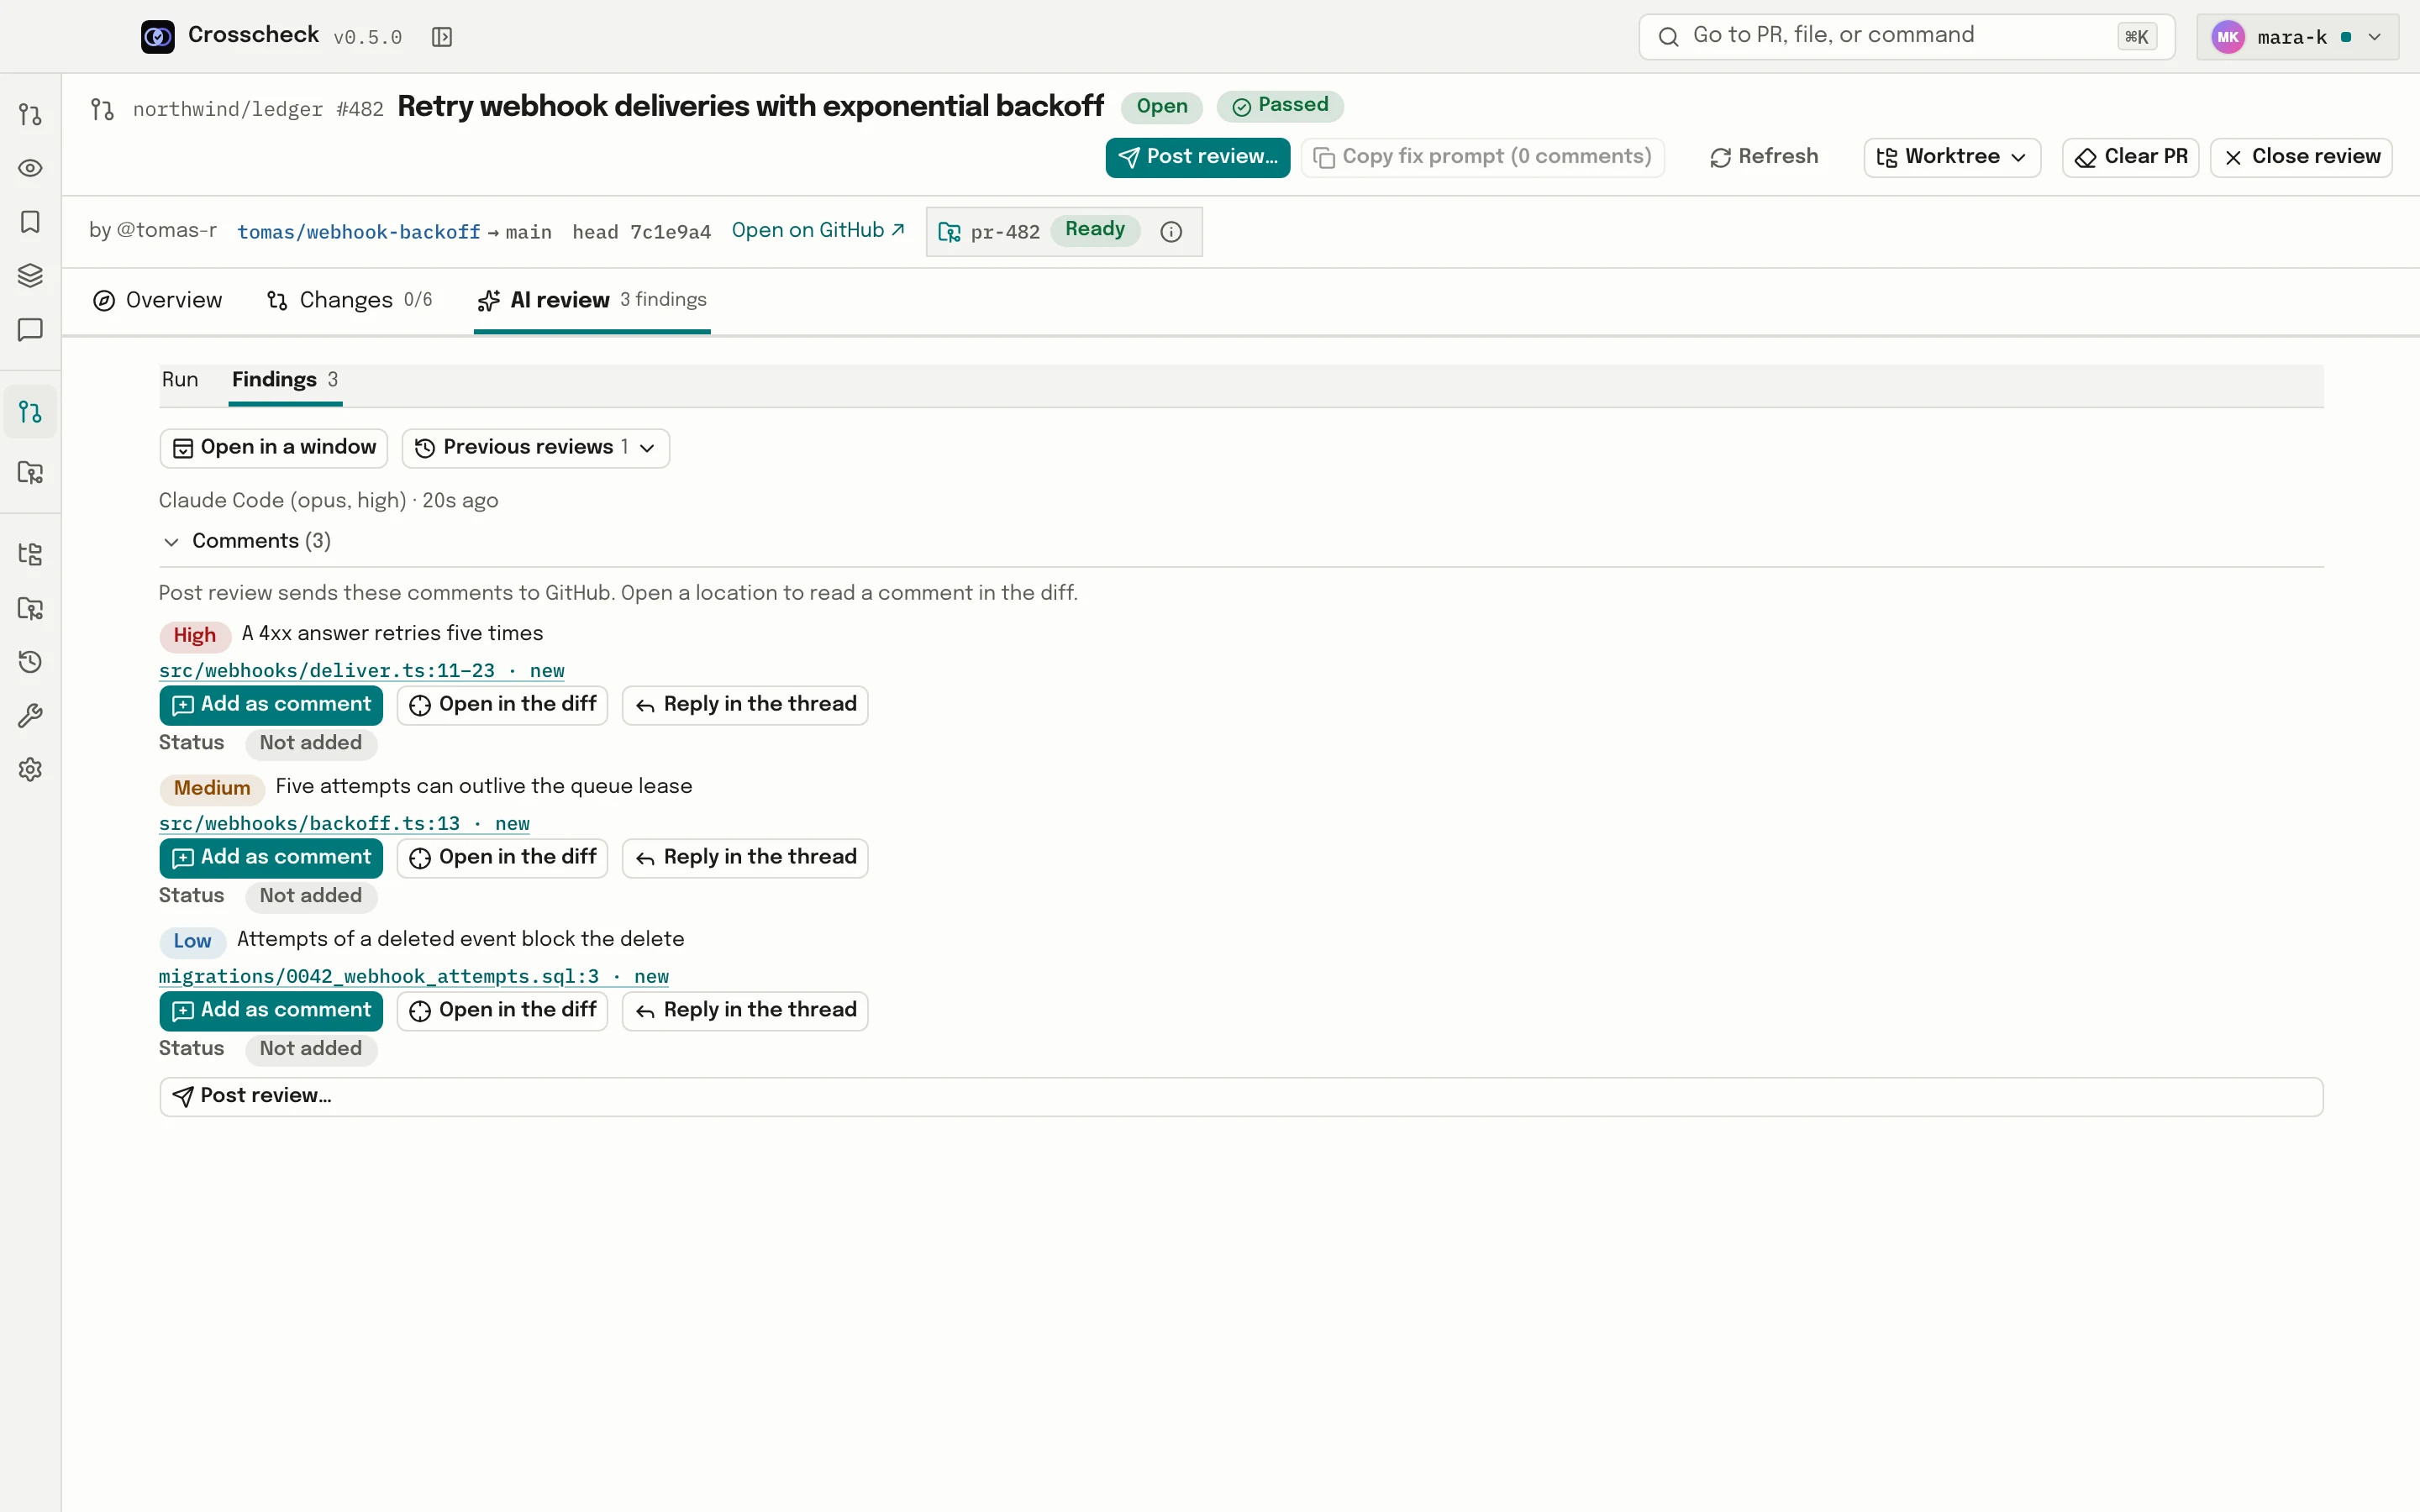 Crosscheck v0.5.0
Go to PR, file, or command ⌘K
MK mara-k
northwind/ledger #482 Retry webhook deliveries with exponential backoff Open Passed
Post review… Copy fix prompt (0 comments) Refresh Worktree Clear PR Close review
by @tomas-r tomas/webhook-backoff → main head 7c1e9a4 Open on GitHub ↗ pr-482 Ready
Overview Changes 0/6 AI review 3 findings
Run Findings 3
Open in a window Previous reviews 1
Claude Code (opus, high) · 20s ago
Comments (3)
Post review sends these comments to GitHub. Open a location to read a comment in the diff.
High A 4xx answer retries five times
src/webhooks/deliver.ts:11–23 · new
Add as comment Open in the diff Reply in the thread
Status Not added
Medium Five attempts can outlive the queue lease
src/webhooks/backoff.ts:13 · new
Add as comment Open in the diff Reply in the thread
Status Not added
Low Attempts of a deleted event block the delete
migrations/0042_webhook_attempts.sql:3 · new
Add as comment Open in the diff Reply in the thread
Status Not added
Post review…